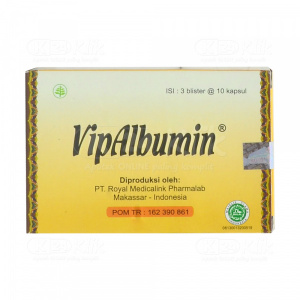 ISI : 3 blister @ 10 kapsul
VipAlbumin®
Diproduksi oleh:
PT. Royal Medicalink Pharmalab
Makassar - Indonesia
POM TR : 162 390 861